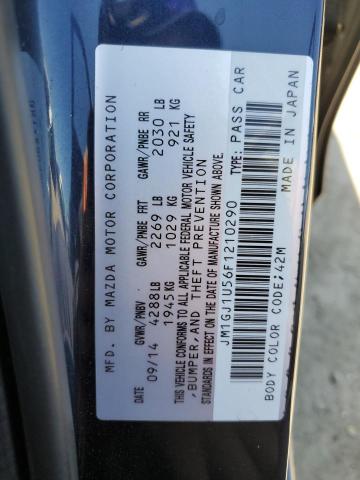 MFD. BY MAZDA MOTOR CORPORATION
GVWR/PNBV GAWR/PNBE FRT GAWR/PNBE RR
09/14 4288LB 2269 LB 2030 LB
1945KG 1029 KG 921 KG
THIS VEHICLE CONFORMS TO ALL APPLICABLE FEDERAL MOTOR VEHICLE SAFETY
,BUMPER,AND THEFT PREVENTION
STANDARDS IN EFFECT ON THE DATE OF MANUFACTURE SHOWN ABOVE.
JM1GJ1U56F1210290 TYPE: PASS CAR
BODY COLOR CODE;42M MADE IN JAPAN